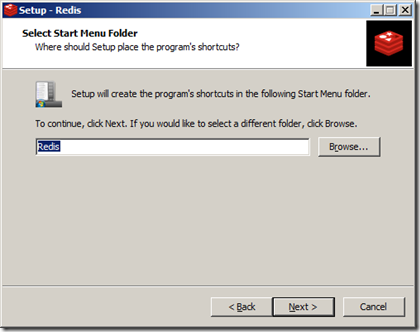 Setup - Redis
Select Start Menu Folder
Where should Setup place the program's shortcuts?
Setup will create the program's shortcuts in the following Start Menu folder.
To continue, click Next. If you would like to select a different folder, click Browse.
Redis
Browse...
< Back
Next >
Cancel